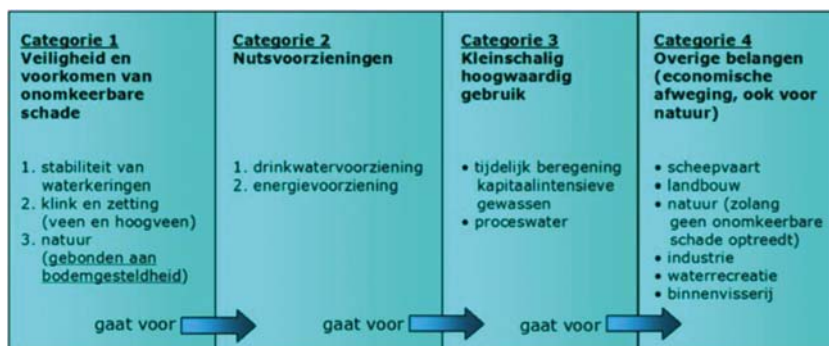 Categorie 1
Veiligheid en
voorkomen van
onomkeerbare
schade
1. stabiliteit van
waterkeringen
2. klink en zetting
(veen en hoogveen)
3. natuur
(gebonden aan
bodemgesteldheid)
gaat voor
Categorie 2
Nutsvoorzieningen
1. drinkwatervoorziening
2. energievoorziening
gaat voor
Categorie 3
Kleinschalig
hoogwaardig
gebruik
• tijdelijk beregening
kapitaalintensieve
gewassen
• proceswater
gaat voor
Categorie 4
Overige belangen
(economische
afweging, ook voor
natuur)
• scheepvaart
• landbouw
• natuur (zolang
geen onomkeerbare
schade optreedt)
• industrie
• waterrecreatie
• binnenvisserij